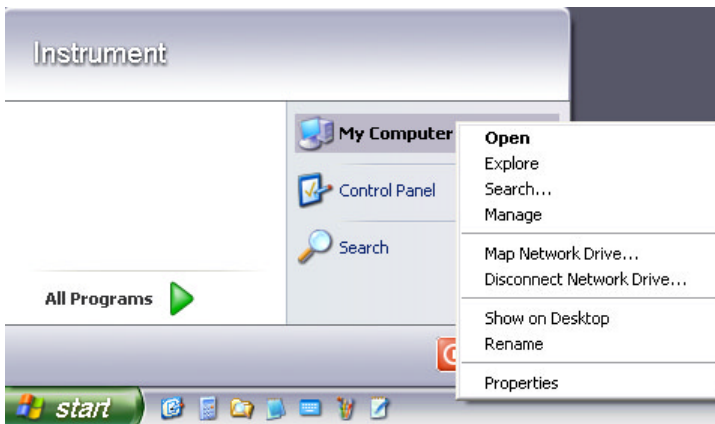 Instrument
My Computer
Control Panel
Search
All Programs
Open
Explore
Search...
Manage
Map Network Drive...
Disconnect Network Drive...
Show on Desktop
Rename
Properties
start